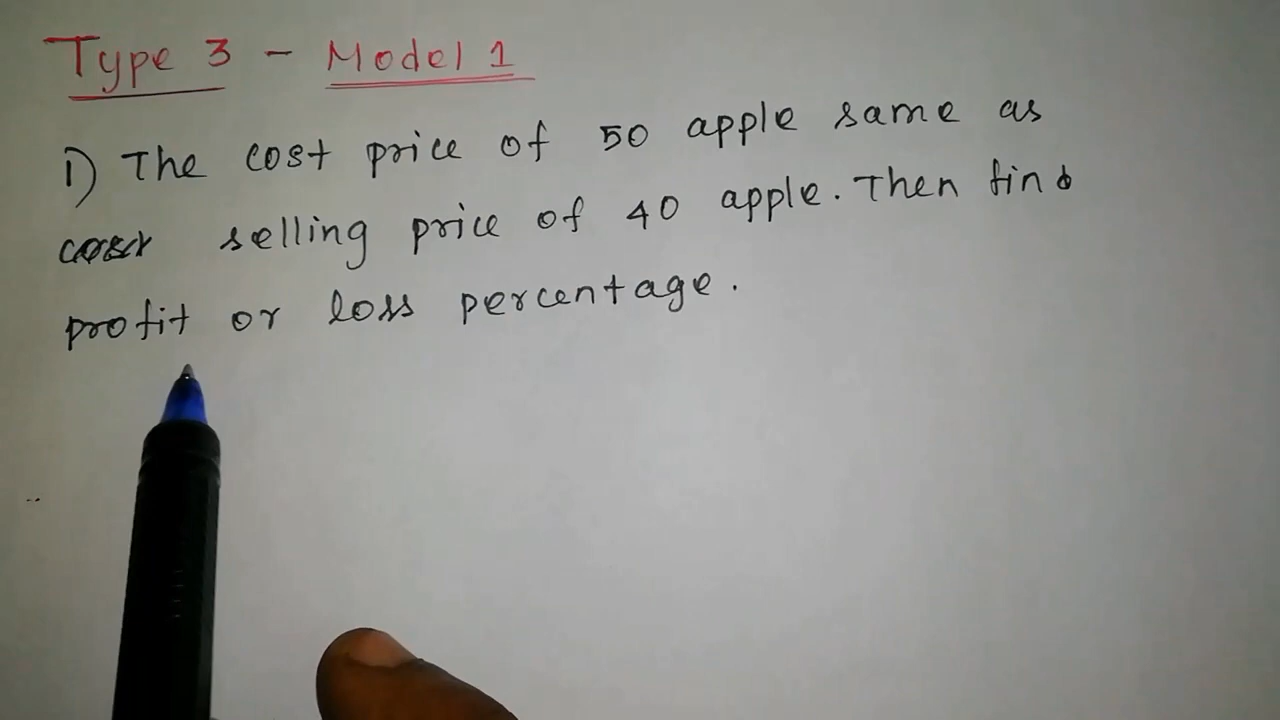 Type 3 - Model 1
1) The cost price of 50 apple same as
selling price of 40 apple. Then find
profit or loss percentage.